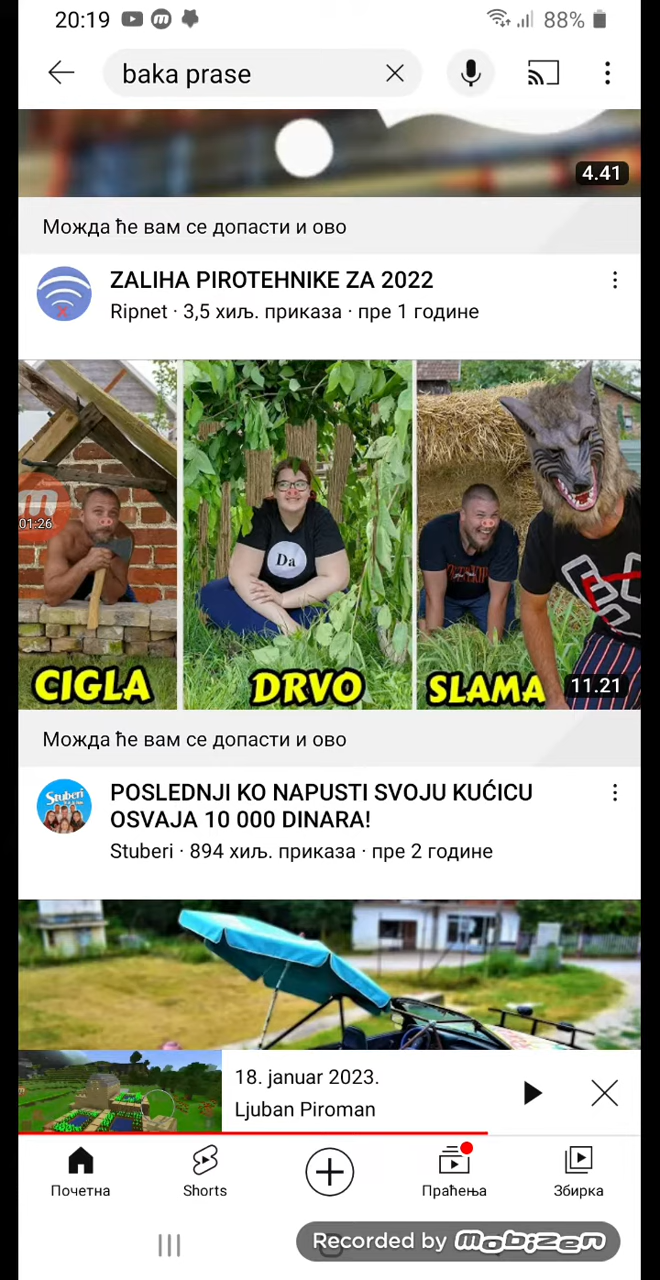 20:19
88%
baka prase
4.41
Можда ће вам се допасти и ово
ZALIHA PIROTEHNIKE ZA 2022
Ripnet · 3,5 хиљ. приказа · пре 1 године
01:26
Da
CIGLA
DRVO
SLAMA
11.21
Можда ће вам се допасти и ово
Stuberi
POSLEDNJI KO NAPUSTI SVOJU KUĆICU
OSVAJA 10 000 DINARA!
Stuberi · 894 хиљ. приказа · пре 2 године
18. januar 2023.
Ljuban Piroman
Почетна
Shorts
Праћења
Збирка
Recorded by mobizen